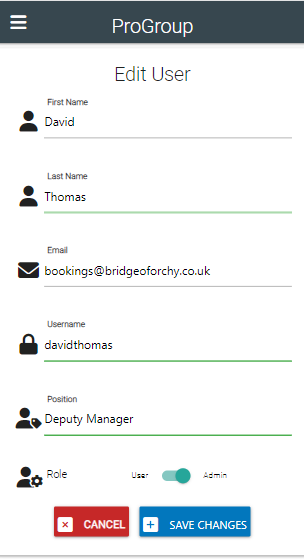 ProGroup
Edit User
First Name
David
Last Name
Thomas
Email
bookings@bridgeoforchy.co.uk
Username
davidthomas
Position
Deputy Manager
Role User Admin
CANCEL SAVE CHANGES